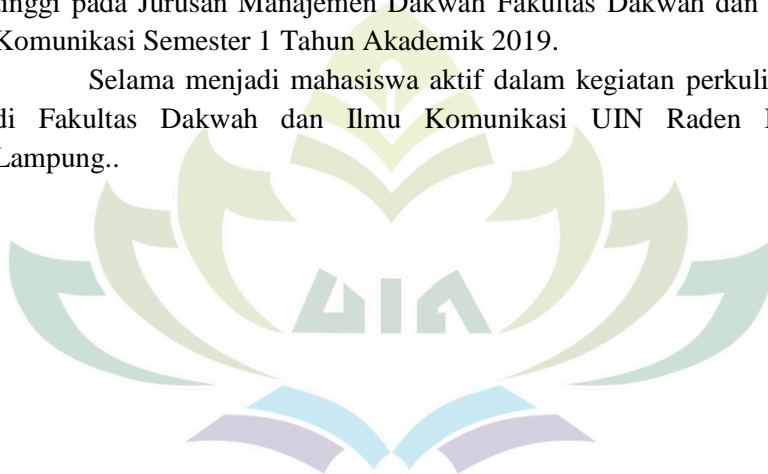 inggi pada Jurusan Manajemen Dakwah Fakultas Dakwah dan
Komunikasi Semester 1 Tahun Akademik 2019.
Selama menjadi mahasiswa aktif dalam kegiatan perkuli
di Fakultas Dakwah dan Ilmu Komunikasi UIN Raden
Lampung..
UIN